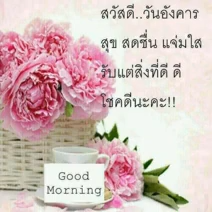 สวัสดี..วันอังคาร
สุข สดชื่น แจ่มใส
รับแต่สิ่งที่ดี ดี
โชคดีนะคะ!!
Good
Morning